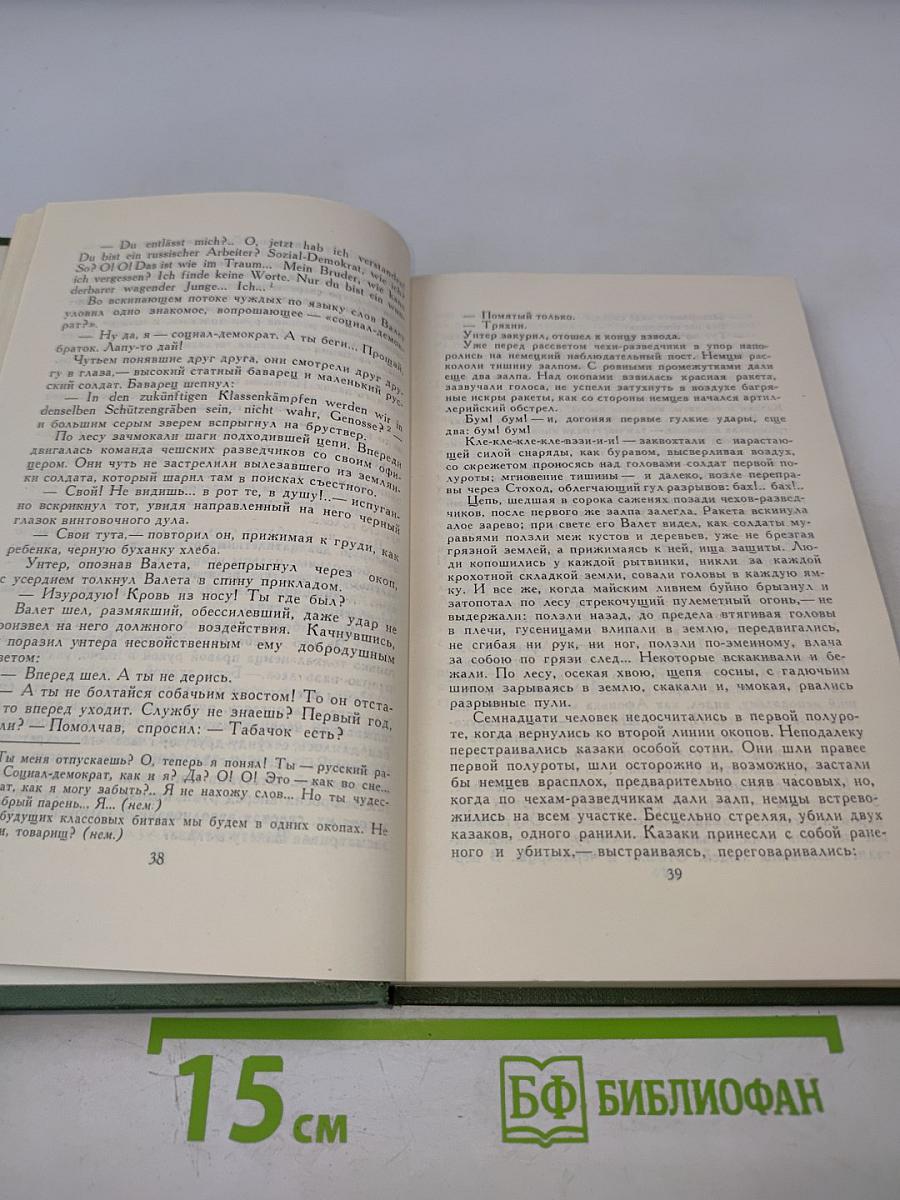 — Du entlässt mich?.. O, jetzt hab ich verstanden!
Du bist ein russischer Arbeiter? Sozial-Demokrat, wie ich?
So? O! O! Das ist wie im Traum... Mein Bruder, wie kann
ich vergessen? Ich finde keine Worte. Nur du bist ein wun-
derbarer wagender Junge... Ich... ¹
Во вскипающем потоке чуждых по языку слов Валет
уловил одно знакомое, вопрошающее — «социал-демок-
рат?».
— Ну да, я — социал-демократ. А ты беги... Прощай,
браток. Лапу-то дай!
Чутьем понявшие друг друга, они смотрели друг дру-
гу в глаза,— высокий статный баварец и маленький рус-
ский солдат. Баварец шепнул:
— In den zukünftigen Klassenkämpfen werden wir in
denselben Schützengräben sein, nicht wahr, Genosse? ² —
и большим серым зверем вспрыгнул на бруствер.
По лесу зачмокали шаги подходившей цепи. Впереди
двигалась команда чешских разведчиков со своим офи-
цером. Они чуть не застрелили вылезавшего из землян-
ки солдата, который шарил там в поисках съестного.
— Свой! Не видишь... в рот те, в душу!..— испуган-
но вскрикнул тот, увидя направленный на него черный
глазок винтовочного дула.
— Свои тута,— повторил он, прижимая к груди, как
ребенка, черную буханку хлеба.
Унтер, опознав Валета, перепрыгнул через окоп,
с усердием толкнул Валета в спину прикладом.
— Изуродую! Кровь из носу! Ты где был?
Валет шел, размякший, обессилевший, даже удар не
роизвел на него должного воздействия. Качнувшись,
поразил унтера несвойственным ему добродушным
ветом:
— Вперед шел. А ты не дерись.
— А ты не болтайся собачьим хвостом! То он отста-
то вперед уходит. Службу не знаешь? Первый год,
ли? — Помолчав, спросил: — Табачок есть?
Ты меня отпускаешь? О, теперь я понял! Ты — русский ра-
Социал-демократ, как и я? Да? О! О! Это — как во сне...
ат, как я могу забыть?.. Я не нахожу слов... Но ты чудес-
брый парень... Я... (нем.)
будущих классовых битвах мы будем в одних окопах. Не
и, товарищ? (нем.)
38
— Помятый только.
— Тряхни.
Унтер закурил, отошел к концу взвода.
Уже перед рассветом чехи-разведчики в упор напо-
ролись на немецкий наблюдательный пост. Немцы рас-
кололи тишину залпом. С ровными промежутками дали
еще два залпа. Над окопами взвилась красная ракета,
зазвучали голоса, не успели затухнуть в воздухе багря-
ные искры ракеты, как со стороны немцев начался артил-
лерийский обстрел.
Бум! бум! — и, догоняя первые гулкие удары, еще
два: бум! бум!
Кле-кле-кле-кле-взэи-и-и! — заквохтали с нарастаю-
щей силой снаряды, как буравом, высверливая воздух,
со скрежетом проносясь над головами солдат первой по-
луроты; мгновение тишины — и далеко, возле перепра-
вы через Стоход, облегчающий гул разрывов: бах!.. бах!..
Цепь, шедшая в сорока саженях позади чехов-развед-
чиков, после первого же залпа залегла. Ракета вскинула
алое зарево; при свете его Валет видел, как солдаты му-
равьями ползли меж кустов и деревьев, уже не брезгая
грязной землей, а прижимаясь к ней, ища защиты. Лю-
ди копошились у каждой рытвинки, никли за каждой
крохотной складкой земли, совали головы в каждую ям-
ку. И все же, когда майским ливнем буйно брызнул и
затопотал по лесу стрекочущий пулеметный огонь,— не
выдержали: ползли назад, до предела втягивая головы
в плечи, гусеницами влипали в землю, передвигались,
не сгибая ни рук, ни ног, ползли по-змеиному, влача
за собою по грязи след... Некоторые вскакивали и бе-
жали. По лесу, осекая хвою, щепя сосны, с гадючьим
шипом зарываясь в землю, скакали и, чмокая, рвались
разрывные пули.
Семнадцати человек недосчитались в первой полуро-
те, когда вернулись ко второй линии окопов. Неподалеку
перестраивались казаки особой сотни. Они шли правее
первой полуроты, шли осторожно и, возможно, застали
бы немцев врасплох, предварительно сняв часовых, но,
когда по чехам-разведчикам дали залп, немцы встрево-
жились на всем участке. Бесцельно стреляя, убили двух
казаков, одного ранили. Казаки принесли с собой ране-
ного и убитых,— выстраиваясь, переговаривались:
39
15 см
БФ БИБЛИОФАН